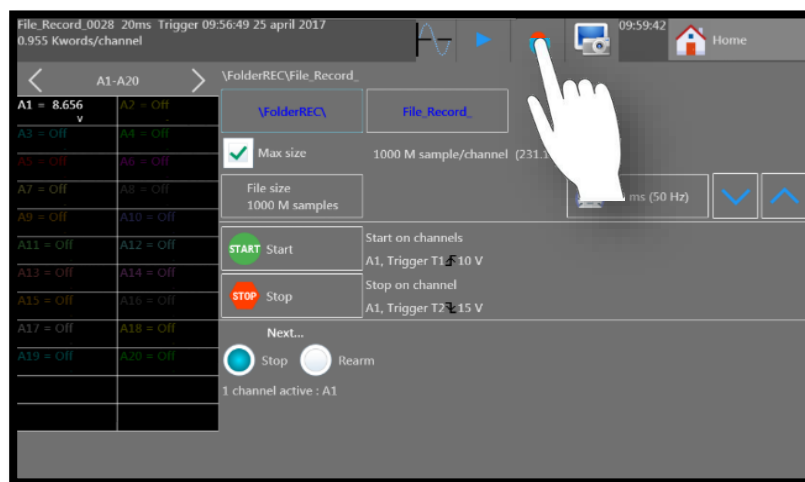 File_Record_0028 20ms Trigger 09:56:49 25 april 2017
0.955 Kwords/channel
09:59:42
Home
A1-A20
\FolderREC\File_Record_
A1 = 8.656
V
A2 = Off
A3 = Off
A4 = Off
A5 = Off
A6 = Off
A7 = Off
A8 = Off
A9 = Off
A10 = Off
A11 = Off
A12 = Off
A13 = Off
A14 = Off
A15 = Off
A16 = Off
A17 = Off
A18 = Off
A19 = Off
A20 = Off
\FolderREC\
File_Record_
Max size
1000 M sample/channel (231.
File size
1000 M samples
ms (50 Hz)
START Start
Start on channels
A1, Trigger T1 10 V
STOP Stop
Stop on channel
A1, Trigger T2 15 V
Next...
Stop
Rearm
1 channel active : A1